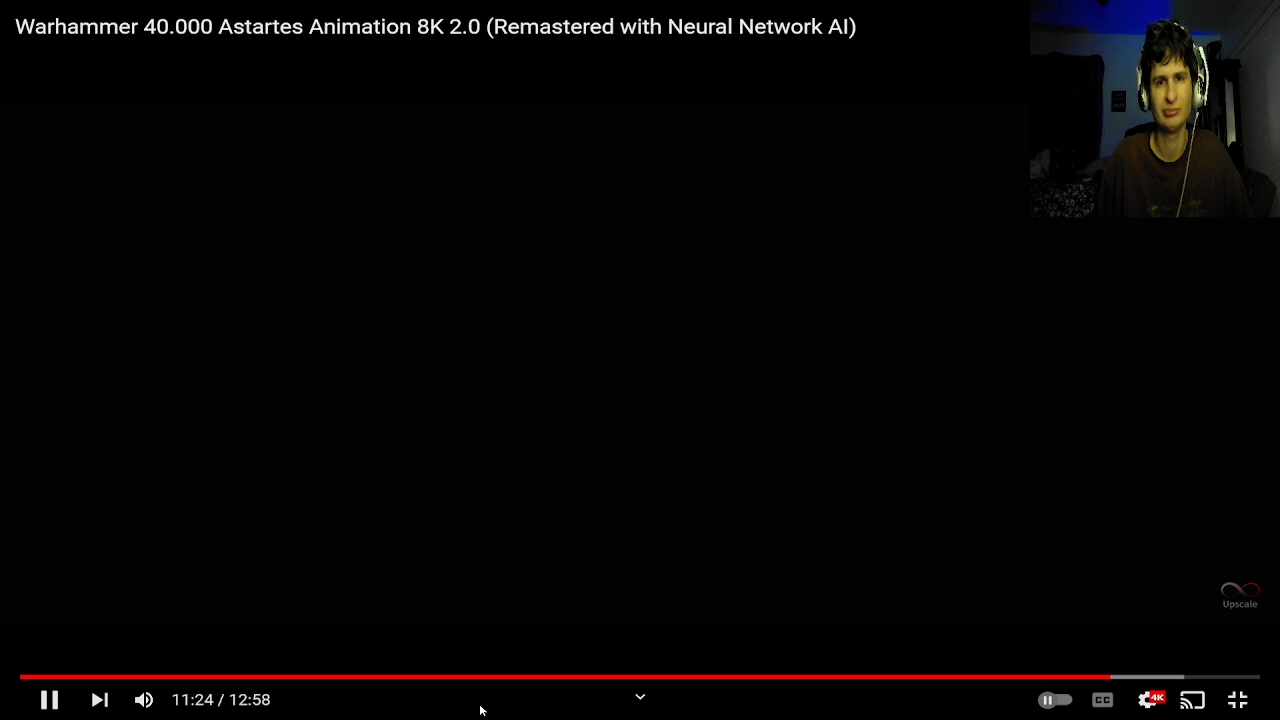 Warhammer 40.000 Astartes Animation 8K 2.0 (Remastered with Neural Network AI)
Upscale
11:24 / 12:58
CC
4K